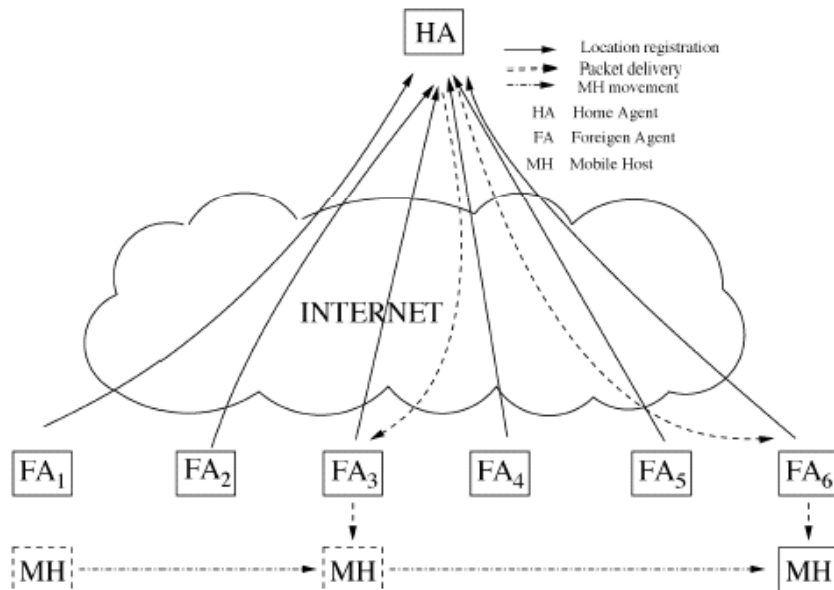 HA
Location registration
Packet delivery
MH movement
HA Home Agent
FA Foreigen Agent
MH Mobile Host
INTERNET
FA1 FA2 FA3 FA4 FA5 FA6
MH MH MH